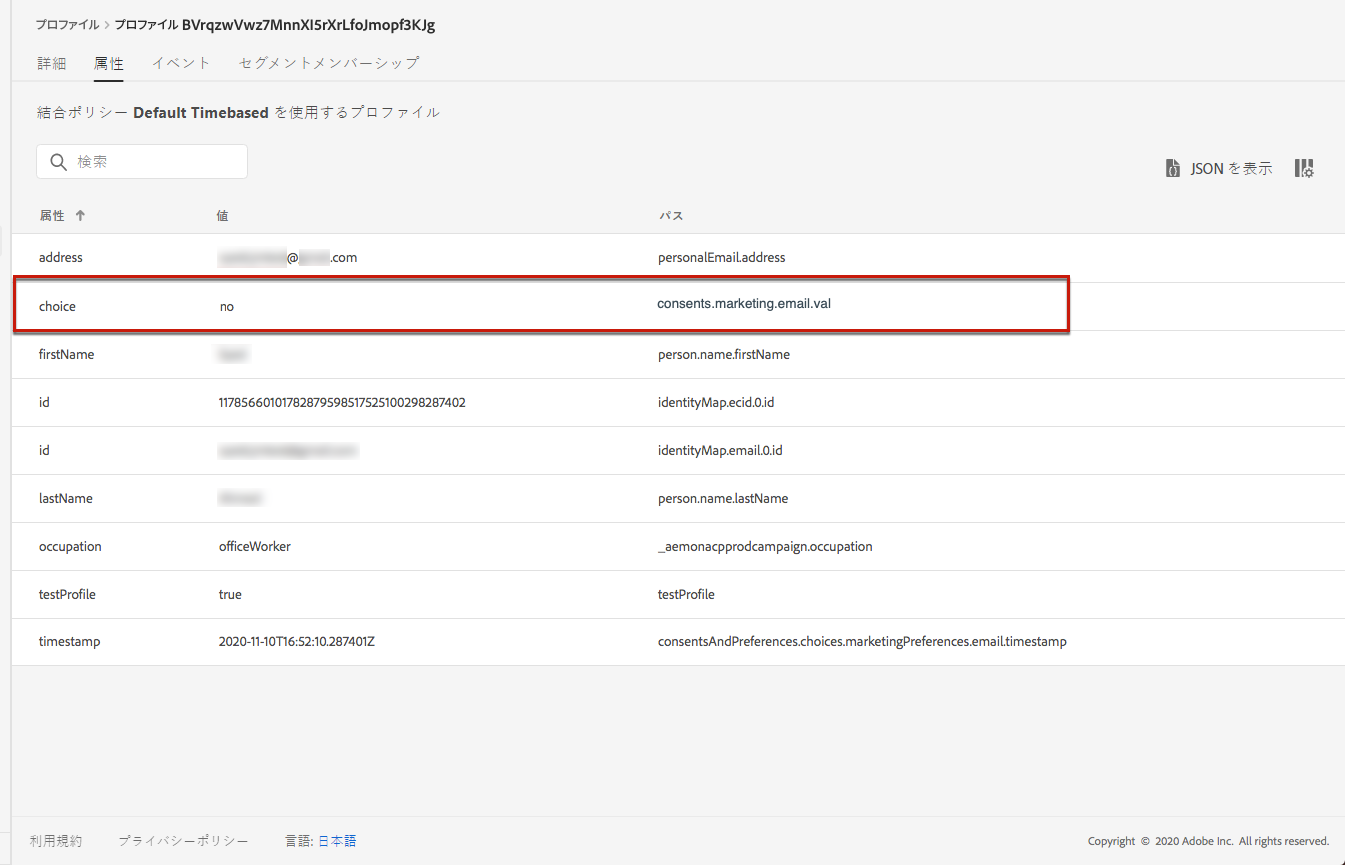 プロファイル > プロファイル BVrqzwVwz7MnnXI5rXrLfoJmopf3KJg
詳細 属性 イベント セグメントメンバーシップ
結合ポリシー Default Timebased を使用するプロファイル
検索
JSON を表示
属性 ↑ 値 パス
address @ .com personalEmail.address
choice no consents.marketing.email.val
firstName person.name.firstName
id 11785660101782879598517525100298287402 identityMap.ecid.0.id
id identityMap.email.0.id
lastName person.name.lastName
occupation officeWorker _aemonacpprodcampaign.occupation
testProfile true testProfile
timestamp 2020-11-10T16:52:10.287401Z consentsAndPreferences.choices.marketingPreferences.email.timestamp
利用規約 プライバシーポリシー 言語: 日本語 Copyright © 2020 Adobe Inc. All rights reserved.